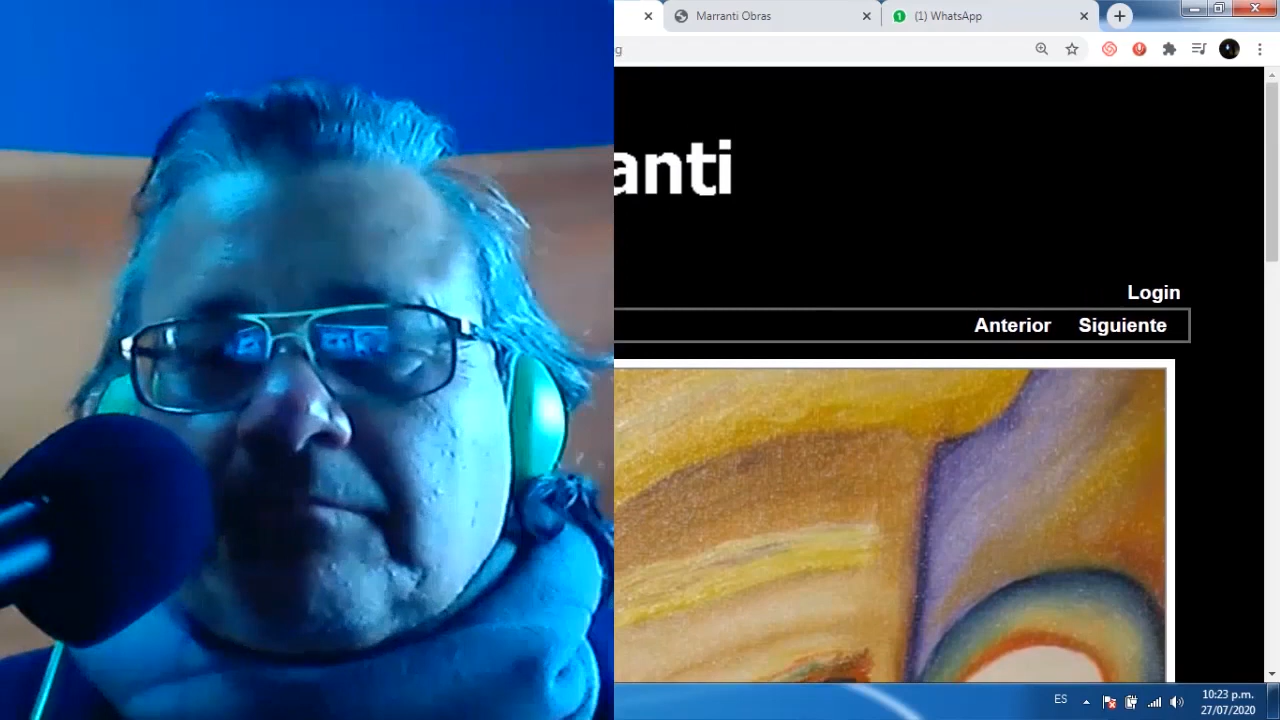 Marranti Obras
(1) WhatsApp
g
anti
Login
Anterior Siguiente
ES
10:23 p.m.
27/07/2020